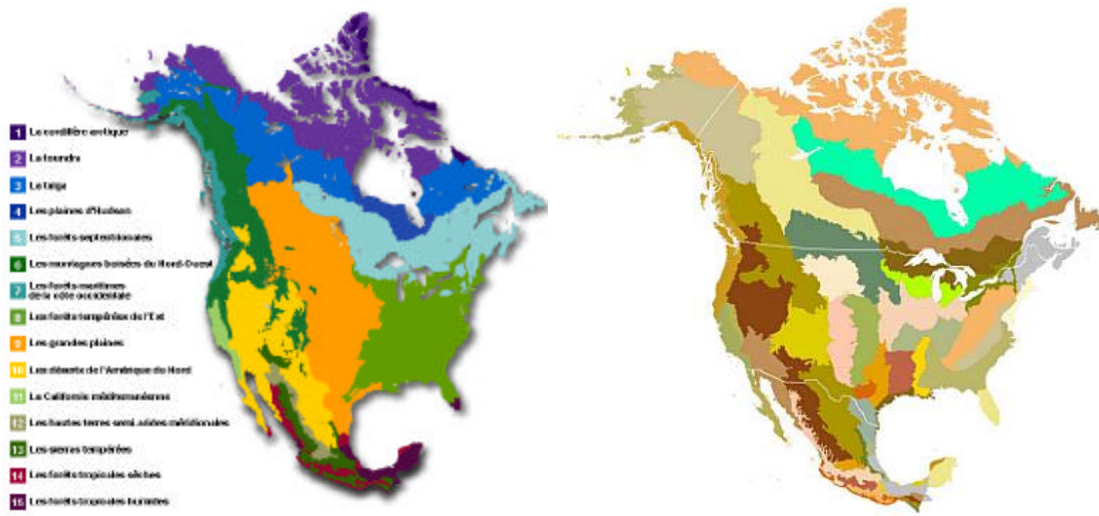 1 La cordillère arctique
2 La toundra
3 La taïga
4 Les plaines d'Hudson
5 Les forêts septentrionales
6 Les montagnes boisées du Nord-Ouest
7 Les forêts maritimes
de la côte occidentale
8 Les forêts tempérées de l'Est
9 Les grandes plaines
10 Les déserts de l'Amérique du Nord
11 La Californie méditerranéenne
12 Les hautes terres semi-arides méridionales
13 Les sierras tempérées
14 Les forêts tropicales sèches
15 Les forêts tropicales humides